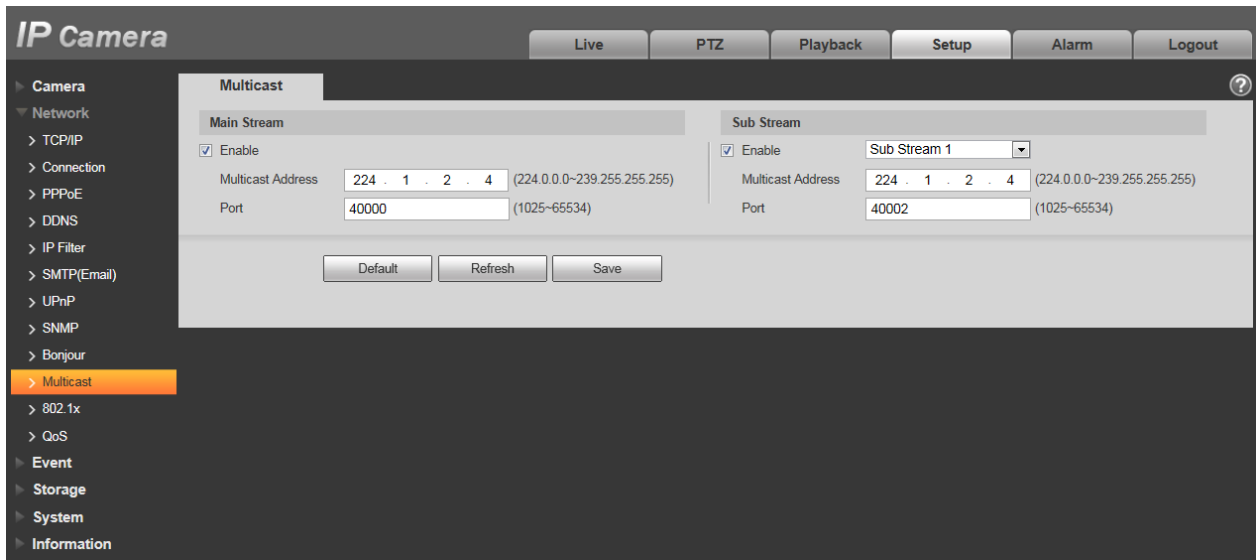 IP Camera
Live PTZ Playback Setup Alarm Logout
Camera
Network
TCP/IP
Connection
PPPoE
DDNS
IP Filter
SMTP(Email)
UPnP
SNMP
Bonjour
Multicast
802.1x
QoS
Event
Storage
System
Information
Multicast ?
Main Stream
Enable
Multicast Address 224 . 1 . 2 . 4 (224.0.0.0~239.255.255.255)
Port 40000 (1025~65534)
Sub Stream
Enable Sub Stream 1
Multicast Address 224 . 1 . 2 . 4 (224.0.0.0~239.255.255.255)
Port 40002 (1025~65534)
Default Refresh Save